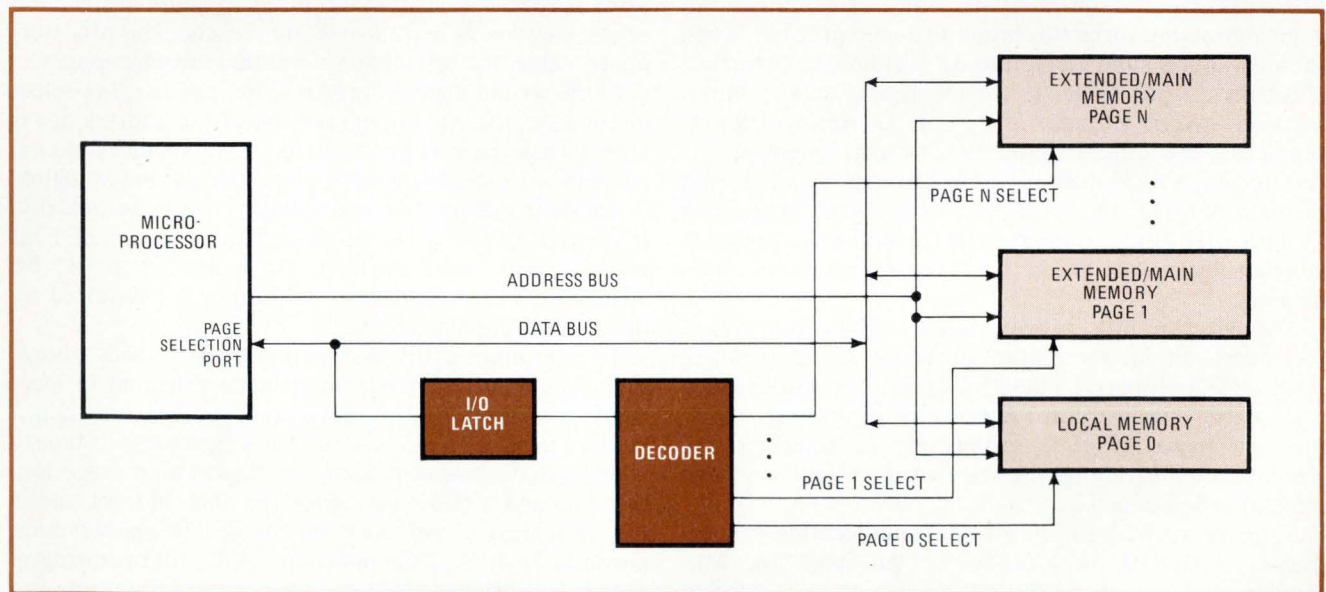 MICRO-
PROCESSOR
PAGE
SELECTION
PORT
ADDRESS BUS
DATA BUS
I/O
LATCH
DECODER
PAGE N SELECT
PAGE 1 SELECT
PAGE 0 SELECT
EXTENDED/MAIN
MEMORY
PAGE N
EXTENDED/MAIN
MEMORY
PAGE 1
LOCAL MEMORY
PAGE 0